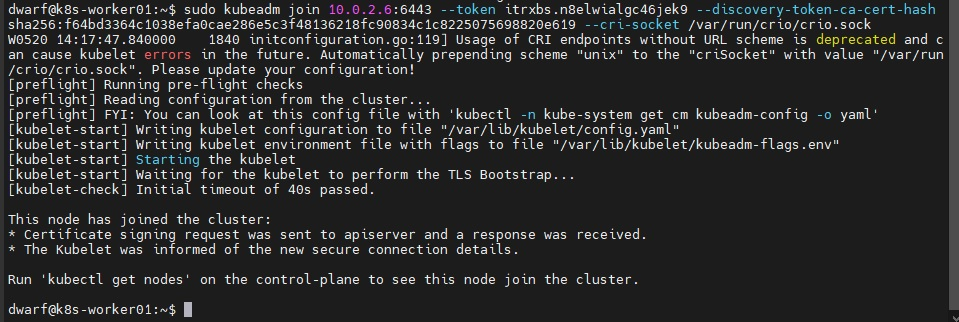 dwarf@k8s-worker01:~$ sudo kubeadm join 10.0.2.6:6443 --token itrxbs.n8elwialgc46jek9 --discovery-token-ca-cert-hash
sha256:f64bd3364c1038efa0cae286e5c3f48136218fc90834c1c8225075698820e619 --cri-socket /var/run/crio/crio.sock
W0520 14:17:47.840000    1840 initconfiguration.go:119] Usage of CRI endpoints without URL scheme is deprecated and c
an cause kubelet errors in the future. Automatically prepending scheme "unix" to the "criSocket" with value "/var/run
/crio/crio.sock". Please update your configuration!
[preflight] Running pre-flight checks
[preflight] Reading configuration from the cluster...
[preflight] FYI: You can look at this config file with 'kubectl -n kube-system get cm kubeadm-config -o yaml'
[kubelet-start] Writing kubelet configuration to file "/var/lib/kubelet/config.yaml"
[kubelet-start] Writing kubelet environment file with flags to file "/var/lib/kubelet/kubeadm-flags.env"
[kubelet-start] Starting the kubelet
[kubelet-start] Waiting for the kubelet to perform the TLS Bootstrap...
[kubelet-check] Initial timeout of 40s passed.

This node has joined the cluster:
* Certificate signing request was sent to apiserver and a response was received.
* The Kubelet was informed of the new secure connection details.

Run 'kubectl get nodes' on the control-plane to see this node join the cluster.

dwarf@k8s-worker01:~$